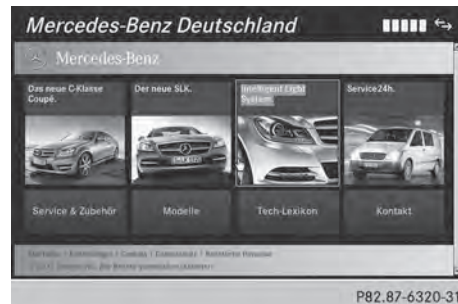 Mercedes-Benz Deutschland
Mercedes-Benz
Das neue C-Klasse Coupé.
Der neue SLK.
Intelligent Light System.
Service24h.
Service & Zubehör
Modelle
Tech-Lexikon
Kontakt
P82.87-6320-31